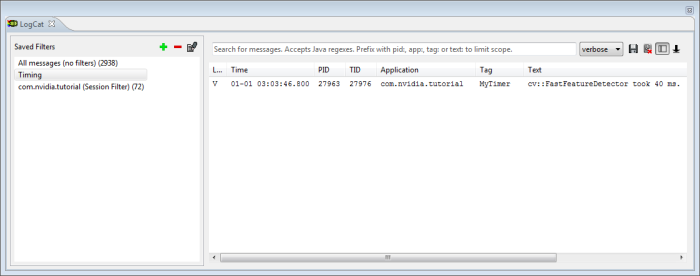 LogCat
Saved Filters
All messages (no filters) (2938)
Timing
com.nvidia.tutorial (Session Filter) (72)
Search for messages. Accepts Java regexes. Prefix with pid:, app:, tag: or text: to limit scope.
verbose
L... Time PID TID Application Tag Text
V 01-01 03:03:46.800 27963 27976 com.nvidia.tutorial MyTimer cv::FastFeatureDetector took 40 ms.